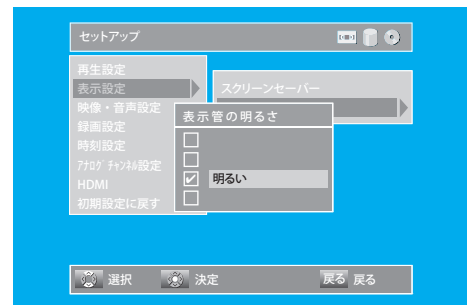 セットアップ
再生設定
表示設定
スクリーンセーバー
映像・音声設定
表示管の明るさ
録画設定
時刻設定
アナログチャンネル設定
明るい
HDMI
初期設定に戻す
選択
決定
戻る 戻る